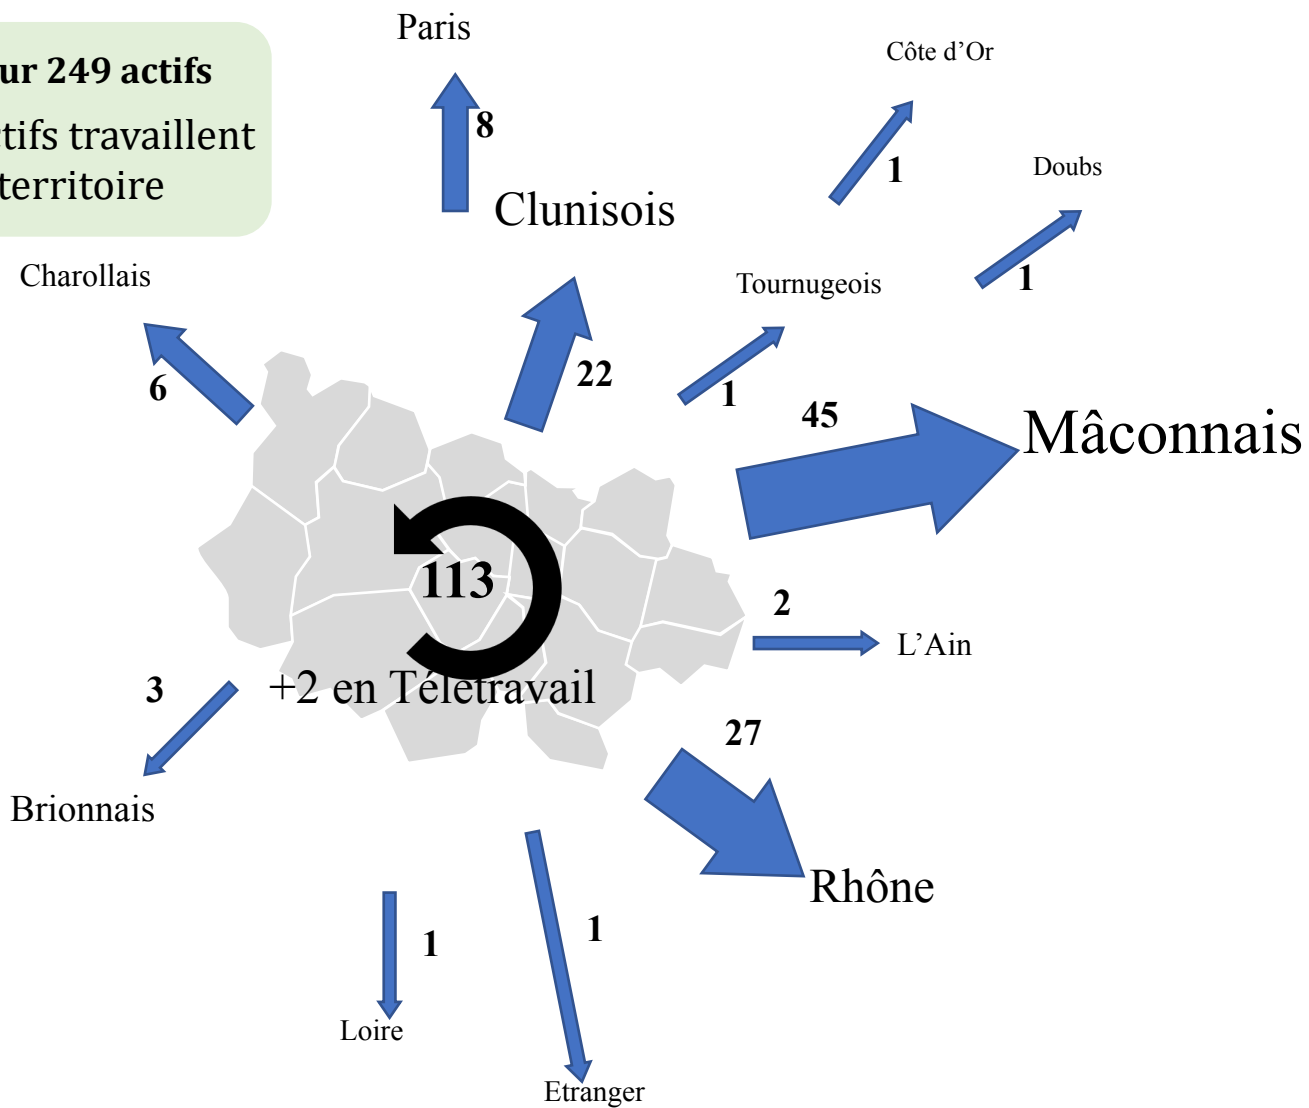 Paris
ur 249 actifs
Côte d’Or
8
tifs travaillent
1
Doubs
territoire
Clunisois
Charollais
1
Tournugeois
6
22
1
45
Mâconnais
113
2
L’Ain
3
+2 en Télétravail
27
Brionnais
Rhône
1
1
Loire
Etranger